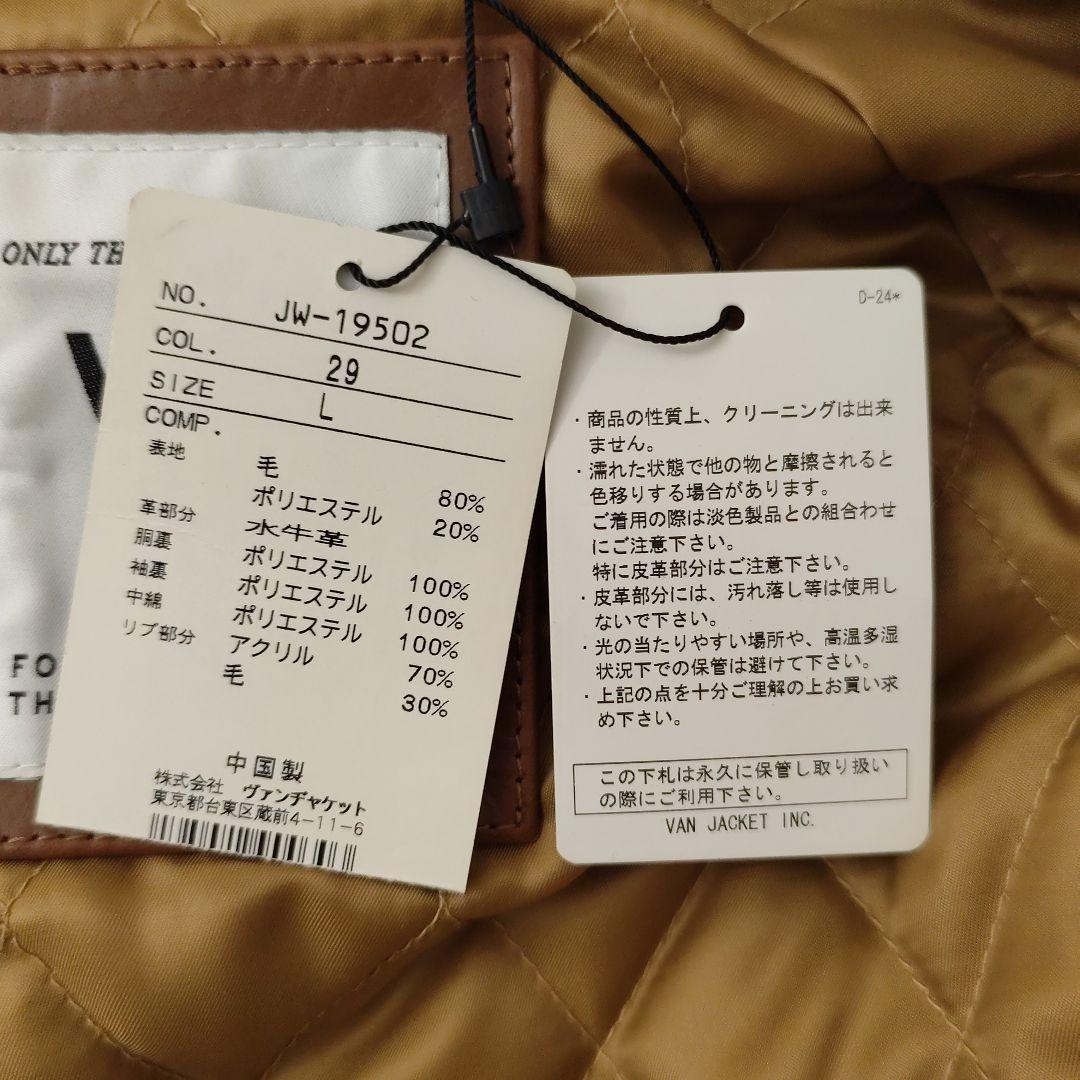 ONLY TH
V
FO
TH
NO. JW-19502
COL. 29
SIZE L
COMP.
表地 毛 80%
ポリエステル 20%
革部分 水牛革
胴裏 ポリエステル 100%
袖裏 ポリエステル 100%
中綿 ポリエステル 100%
リブ部分 アクリル 70%
毛 30%
中国製
株式会社 ヴァンヂャケット
東京都台東区蔵前4-11-6
D-24*
・商品の性質上、クリーニングは出来
ません。
・濡れた状態で他の物と摩擦されると
色移りする場合があります。
ご着用の際は淡色製品との組合わせ
にご注意下さい。
特に皮革部分はご注意下さい。
・皮革部分には、汚れ落し等は使用し
ないで下さい。
・光の当たりやすい場所や、高温多湿
状況下での保管は避けて下さい。
・上記の点を十分ご理解の上お買い求
め下さい。
この下札は永久に保管し取り扱い
の際にご利用下さい。
VAN JACKET INC.